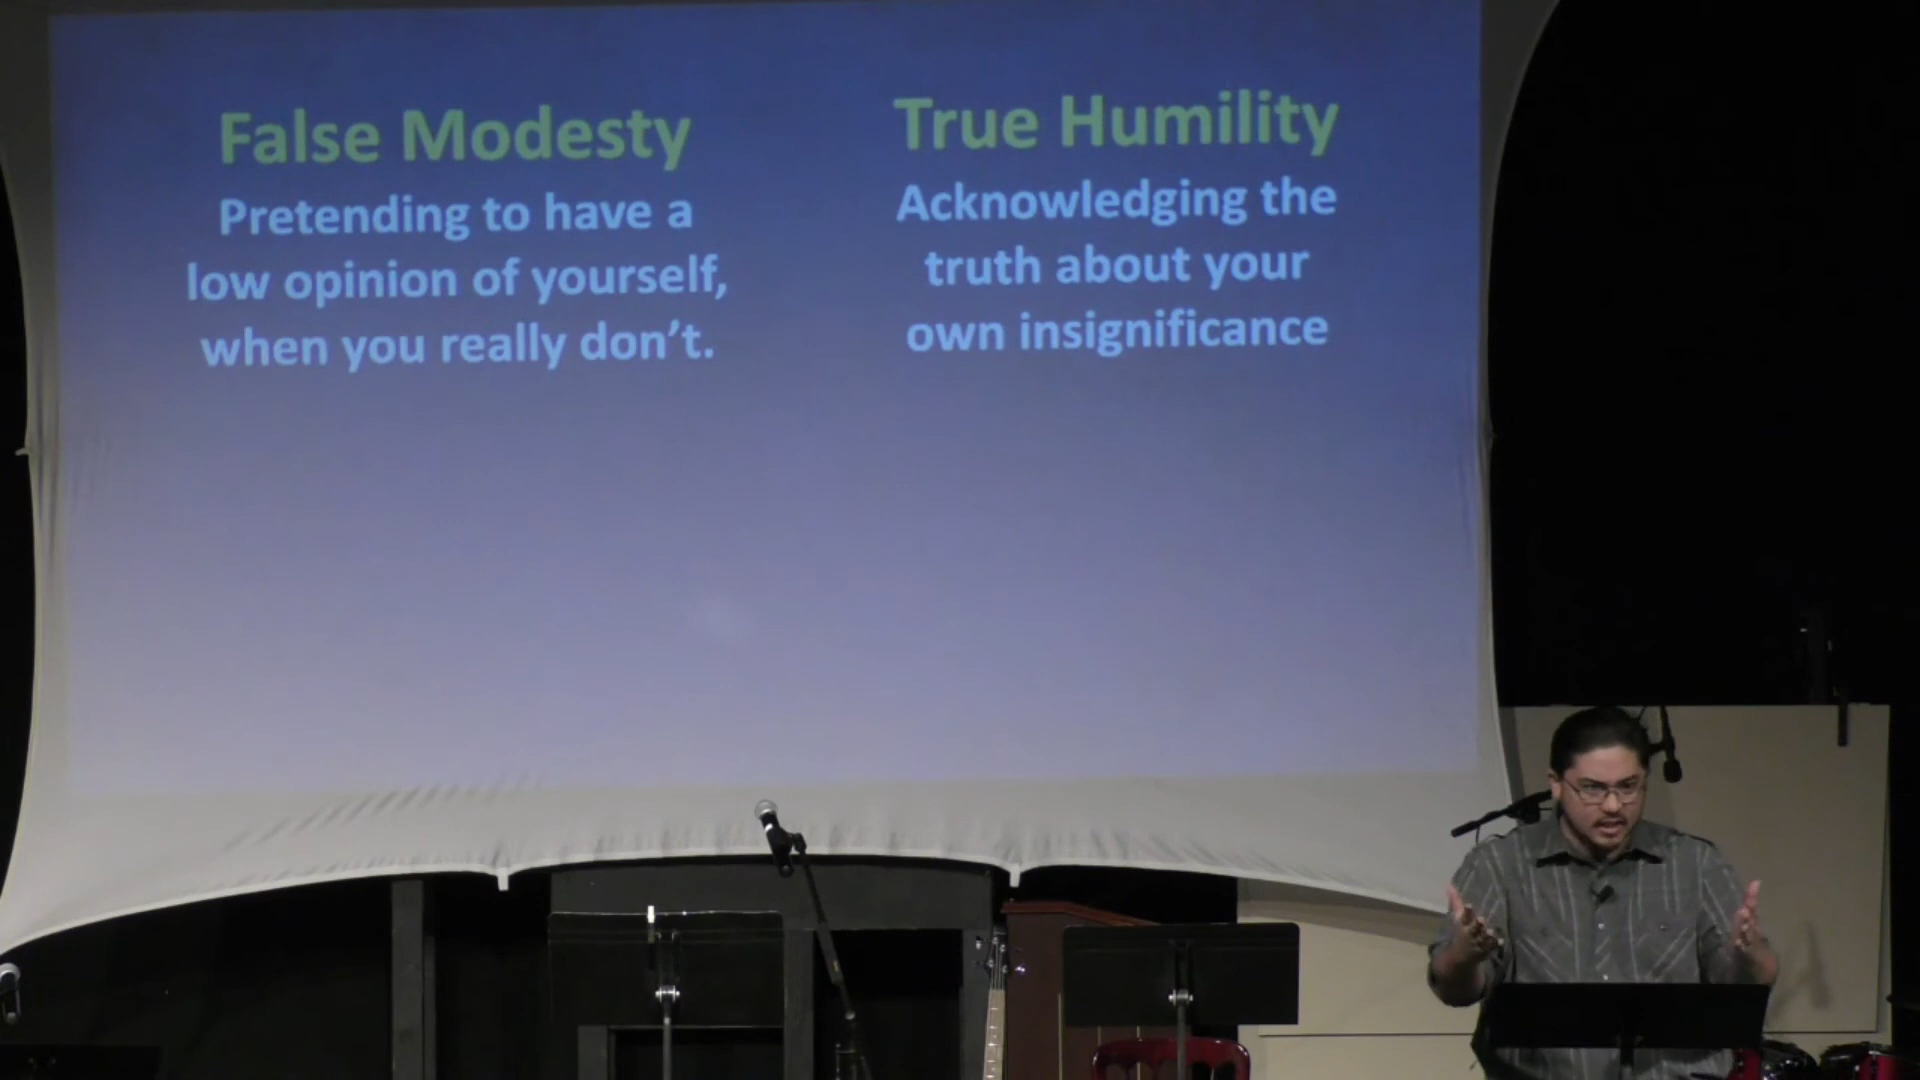 False Modesty
Pretending to have a
low opinion of yourself,
when you really don't.
True Humility
Acknowledging the
truth about your
own insignificance